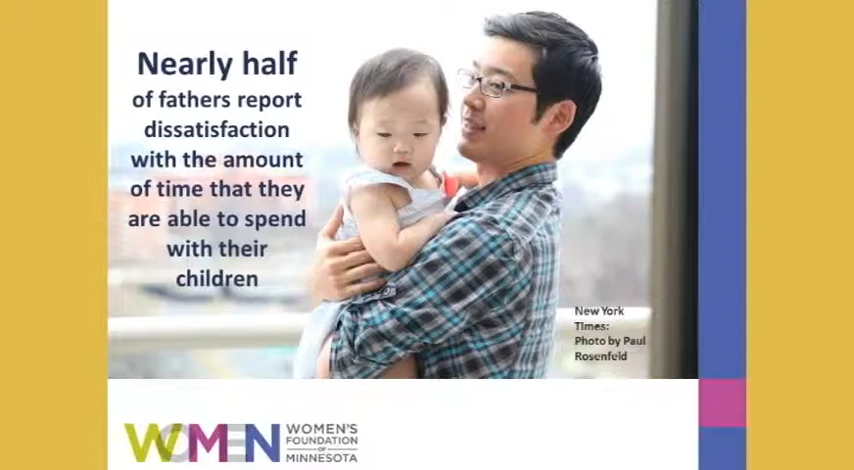 Nearly half
of fathers report
dissatisfaction
with the amount
of time that they
are able to spend
with their
children
New York
Times:
Photo by Paul
Rosenfeld
WOMEN
WOMEN'S
FOUNDATION
OF
MINNESOTA